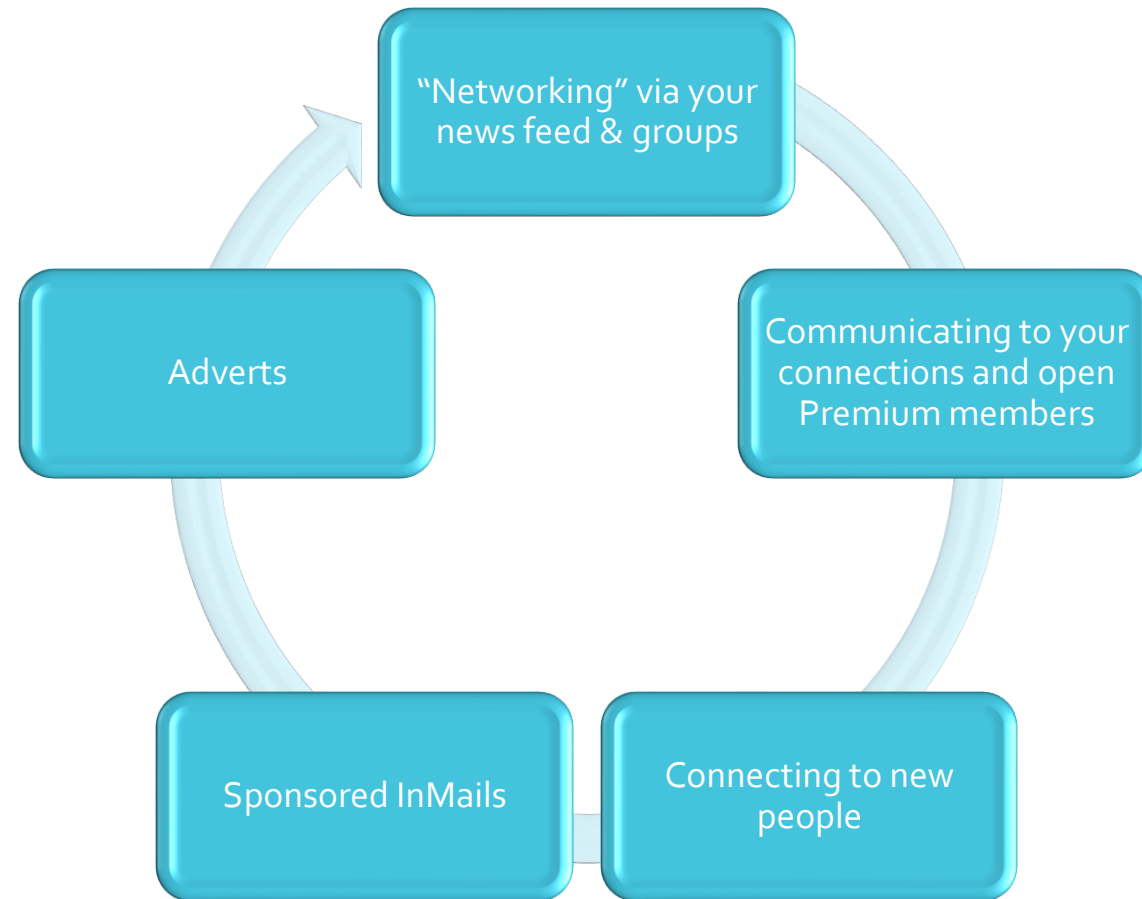 “Networking” via your
news feed & groups
Communicating to your
connections and open
Premium members
Connecting to new
people
Sponsored InMails
Adverts